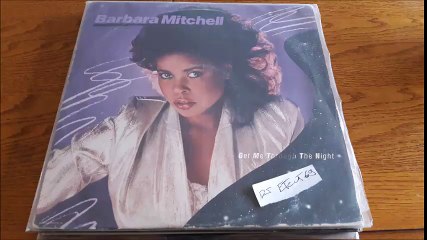 Barbara Mitchell
Get Me Through The Night